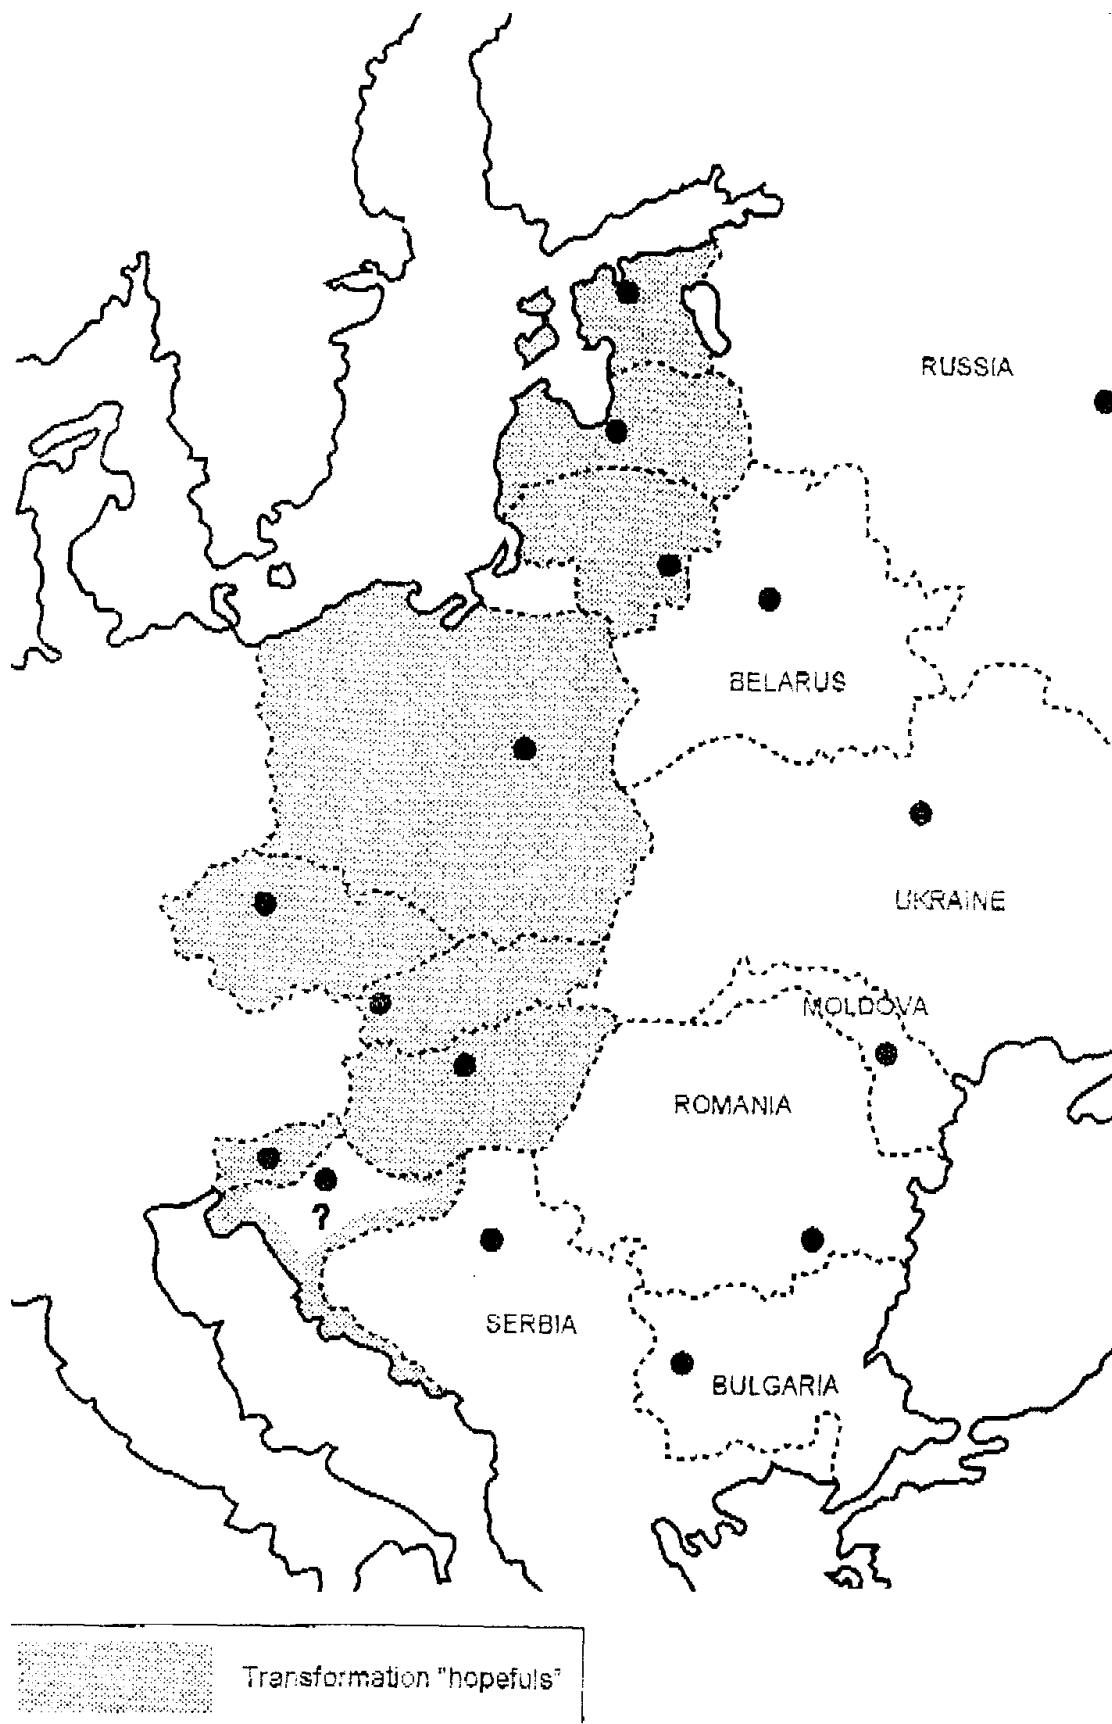 RUSSIA
BELARUS
UKRAINE
MOLDOVA
ROMANIA
?
SERBIA
BULGARIA
Transformation "hopefuls"